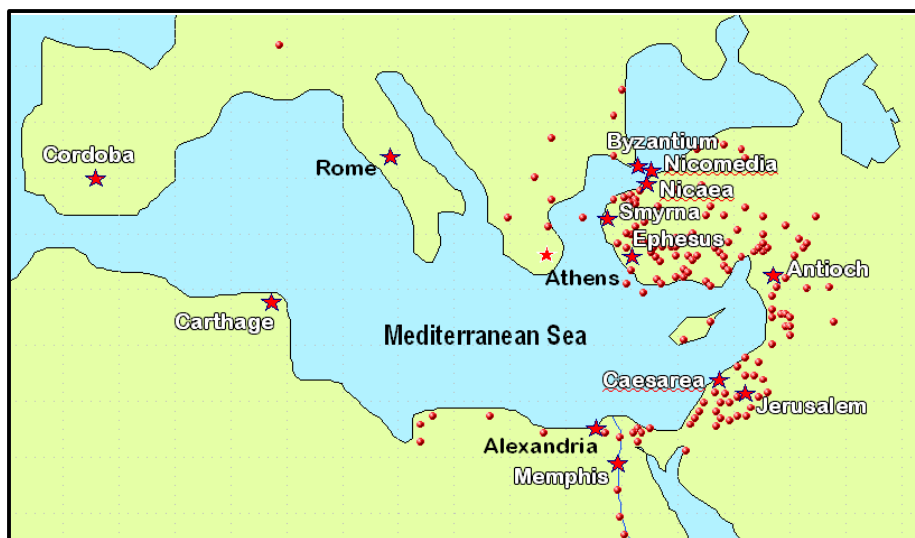 Byzantium
Cordoba
Rome
Nicomedia
Nicaea
Smyrna
Ephesus
Athens
Antioch
Carthage
Mediterranean Sea
Caesarea
Jerusalem
Alexandria
Memphis